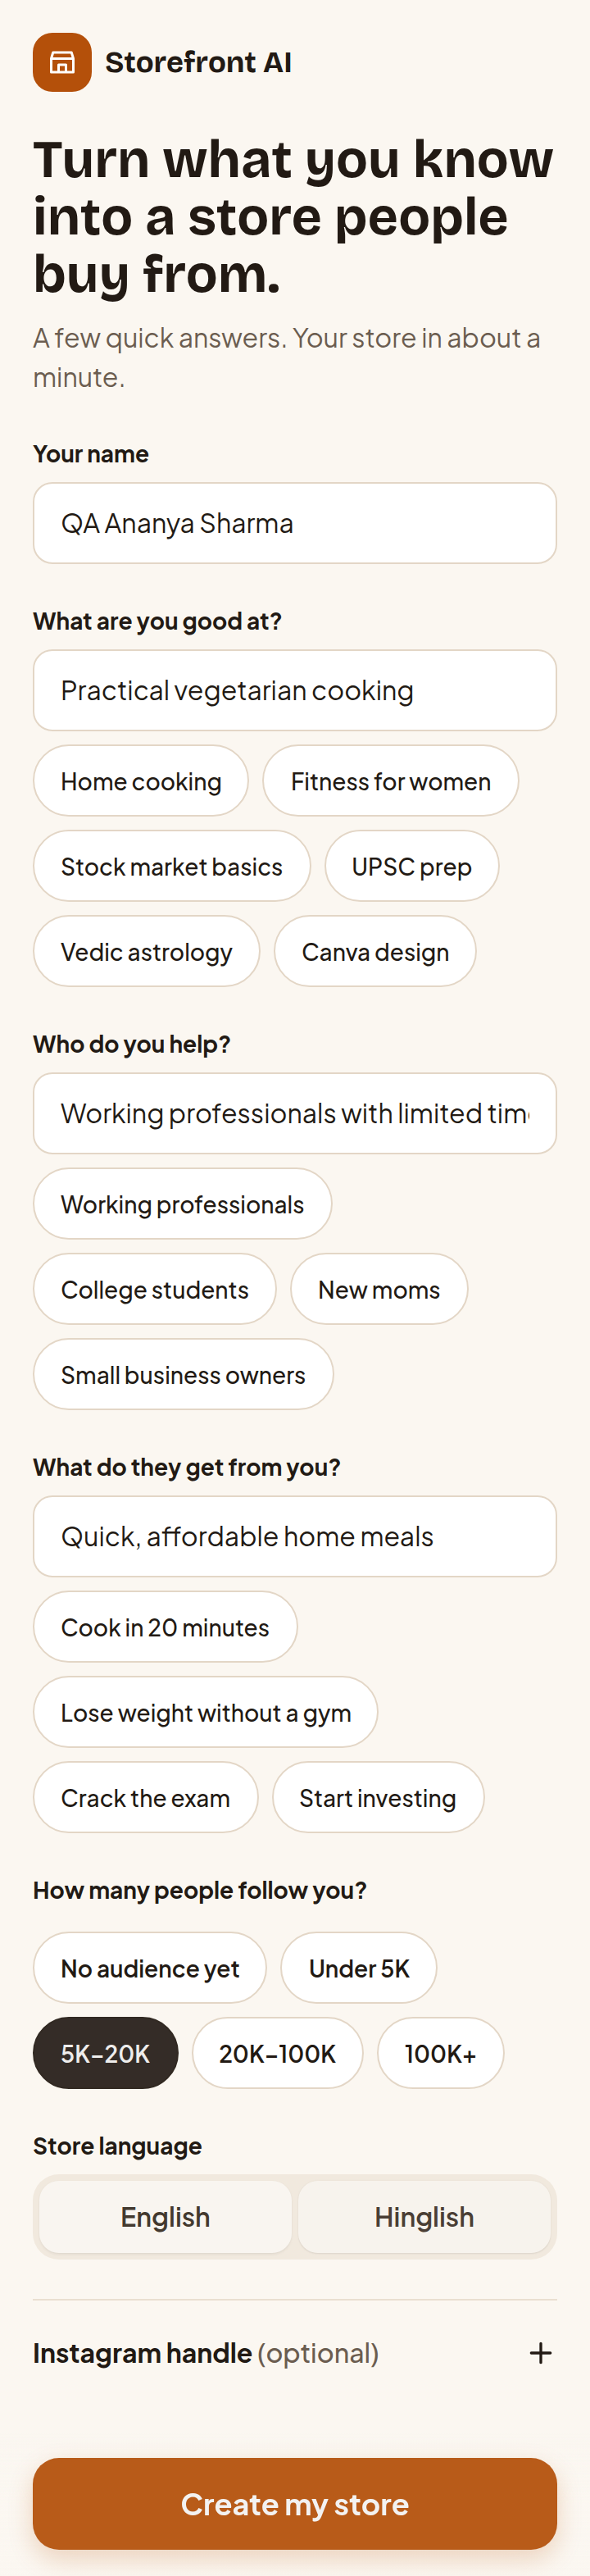 Storefront AI
Turn what you know
into a store people
buy from.
A few quick answers. Your store in about a
minute.
Your name
QA Ananya Sharma
What are you good at?
Practical vegetarian cooking
Home cooking
Fitness for women
Stock market basics
UPSC prep
Vedic astrology
Canva design
Who do you help?
Working professionals with limited
Working professionals
College students
New moms
Small business owners
What do they get from you?
Quick, affordable home meals
Cook in 20 minutes
Lose weight without a gym
Crack the exam
Start investing
How many people follow you?
No audience yet
Under 5K
5K–20K
20K–100K
100K+
Store language
English
Hinglish
Instagram handle (optional)
Create my store